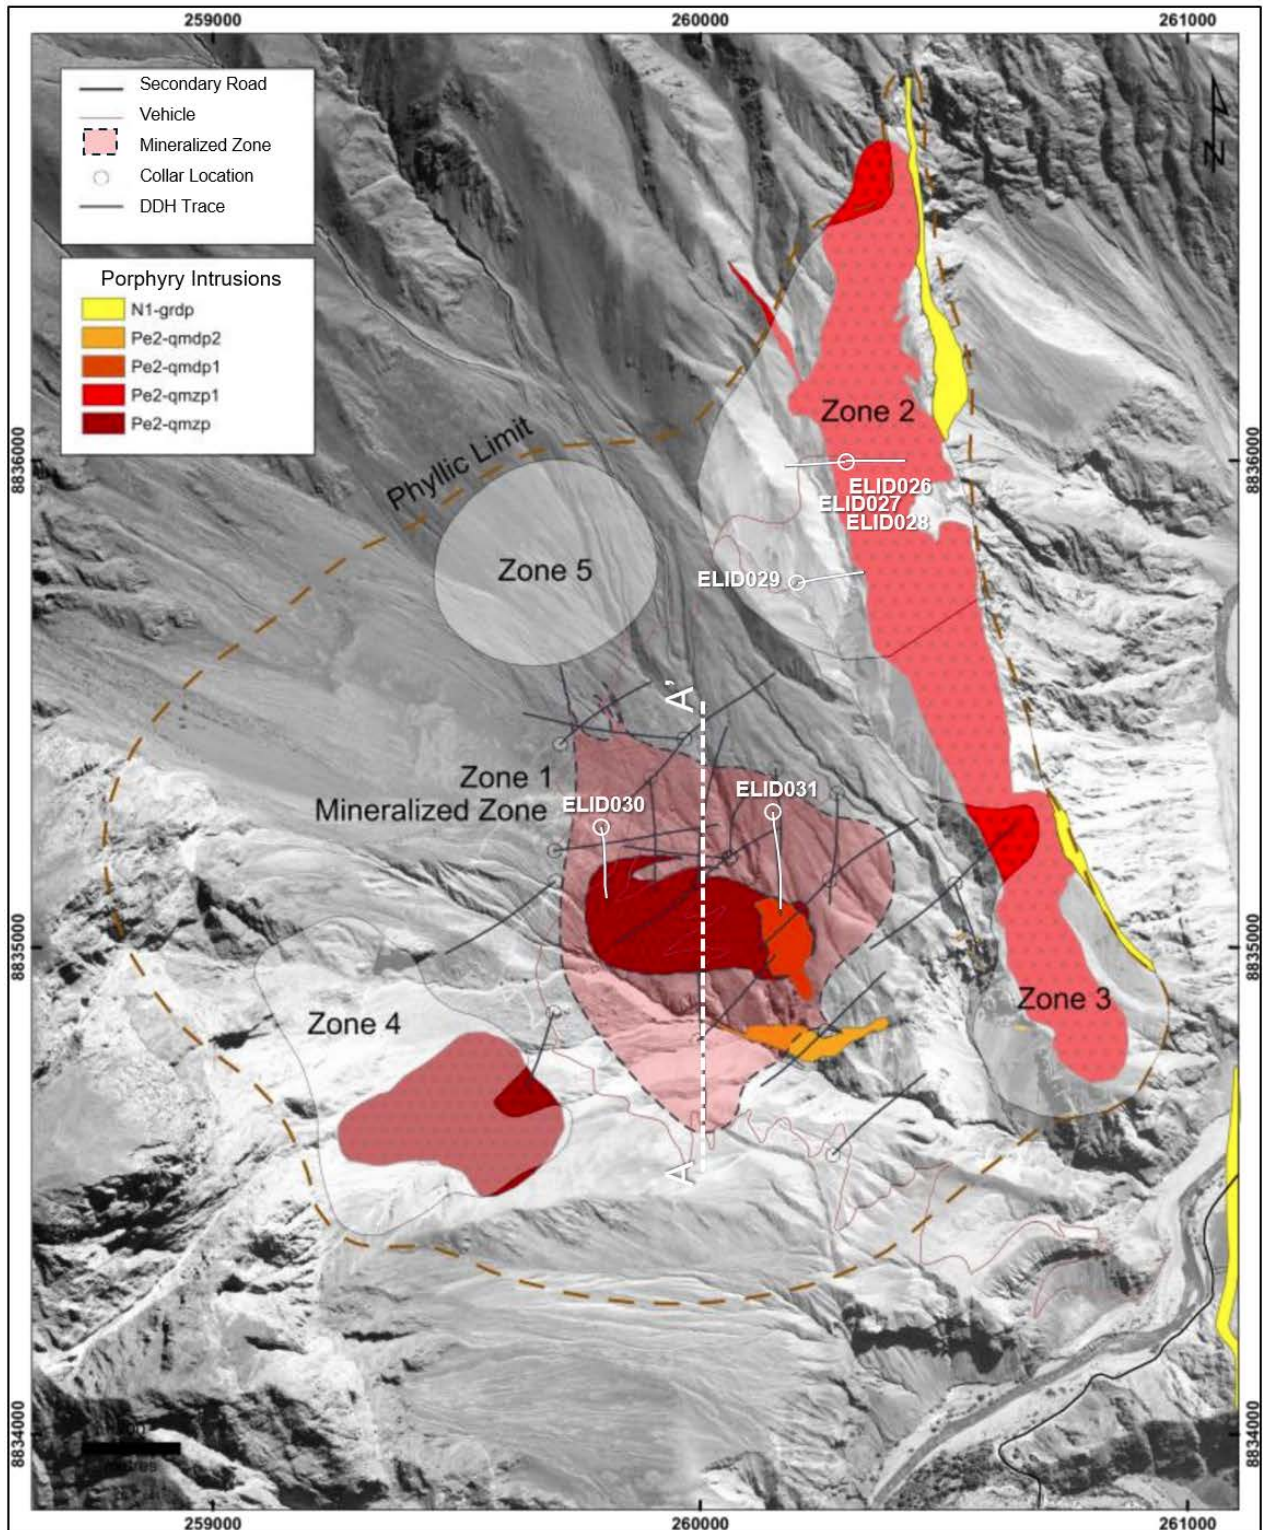 259000
260000
261000
Secondary Road
Vehicle
Mineralized Zone
Collar Location
DDH Trace
N
Porphyry Intrusions
N1-grdp
Pe2-qmdp2
Pe2-qmdp1
Pe2-qmzp1
Pe2-qmzp
Zone 2
8836000
8836000
Phyllic Limit
ELID026
ELID027
ELID028
Zone 5
ELID029
A'
Zone 1
Mineralized Zone
ELID030
ELID031
8835000
8835000
Zone 3
Zone 4
A
8834000
8834000
259000
260000
261000